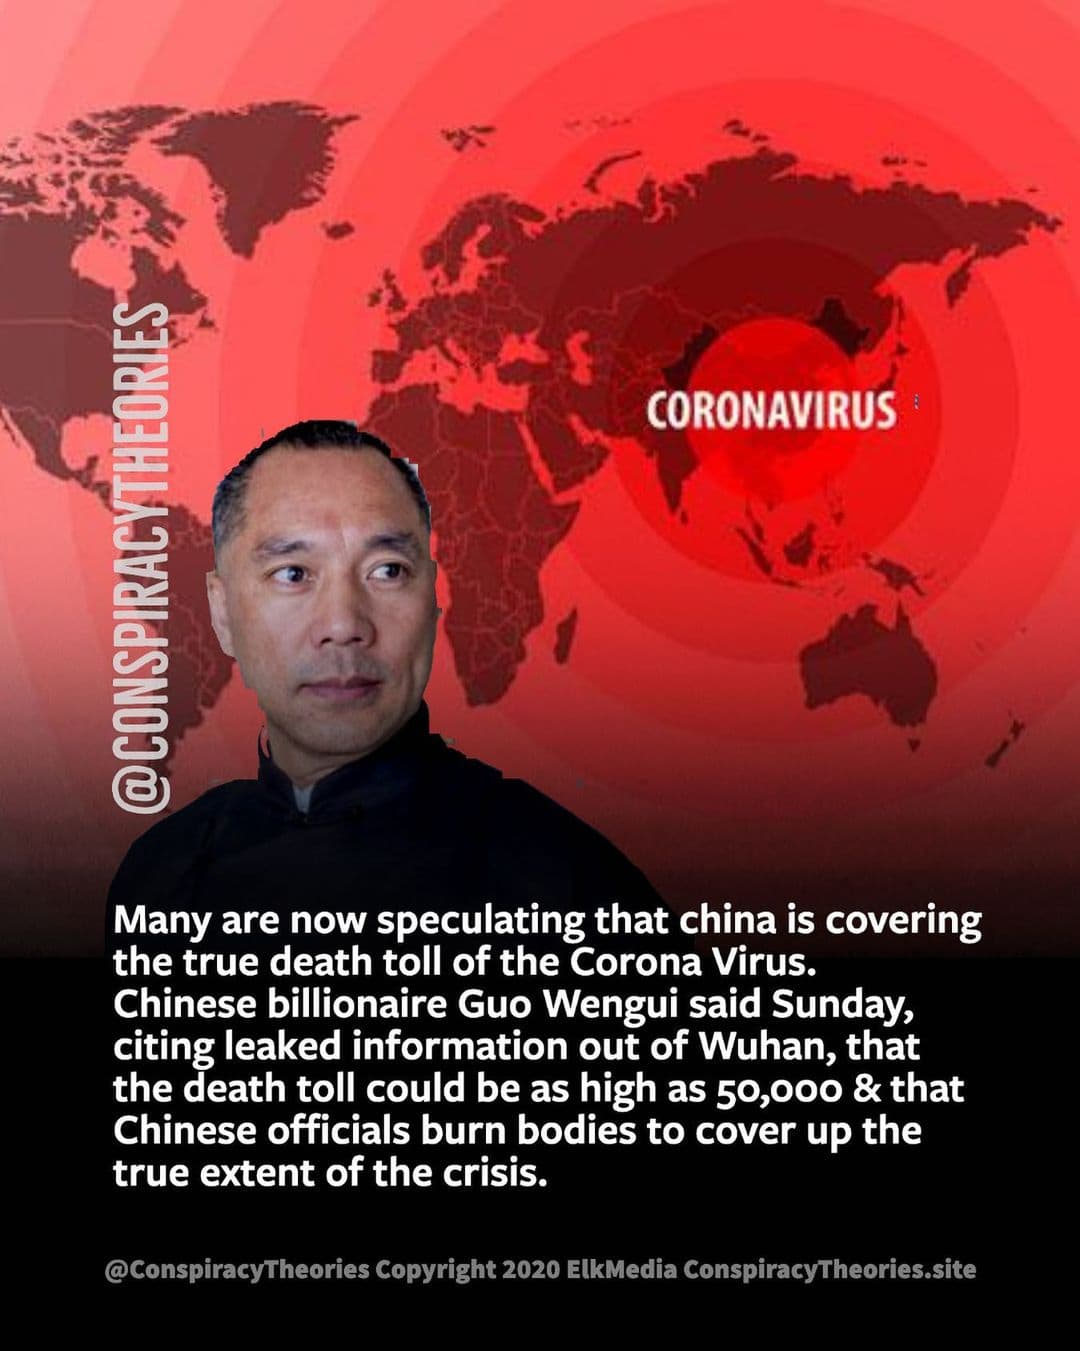 CORONAVIRUS
@CONSPIRACYTHEORIES
Many are now speculating that china is covering
the true death toll of the Corona Virus.
Chinese billionaire Guo Wengui said Sunday,
citing leaked information out of Wuhan, that
the death toll could be as high as 50,000 & that
Chinese officials burn bodies to cover up the
true extent of the crisis.
@ConspiracyTheories Copyright 2020 ElkMedia ConspiracyTheories.site